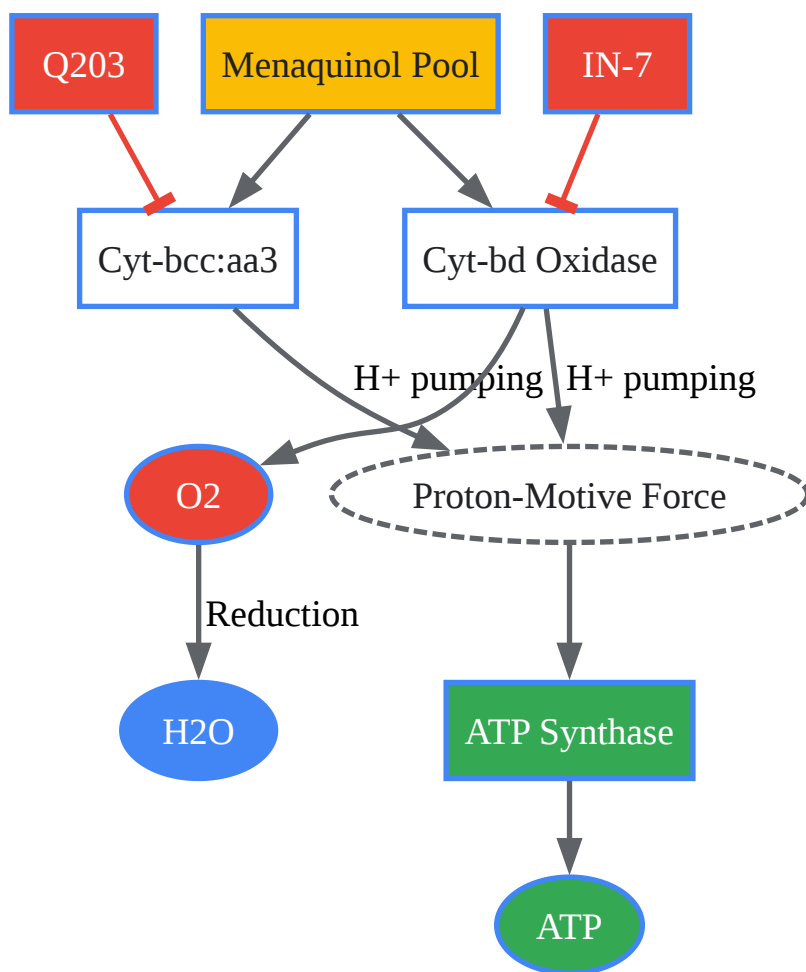 Q203
Menaquinol Pool
IN-7
Cyt-bcc:aa3
Cyt-bd Oxidase
H+ pumping
H+ pumping
O2
Proton-Motive Force
Reduction
H2O
ATP Synthase
ATP